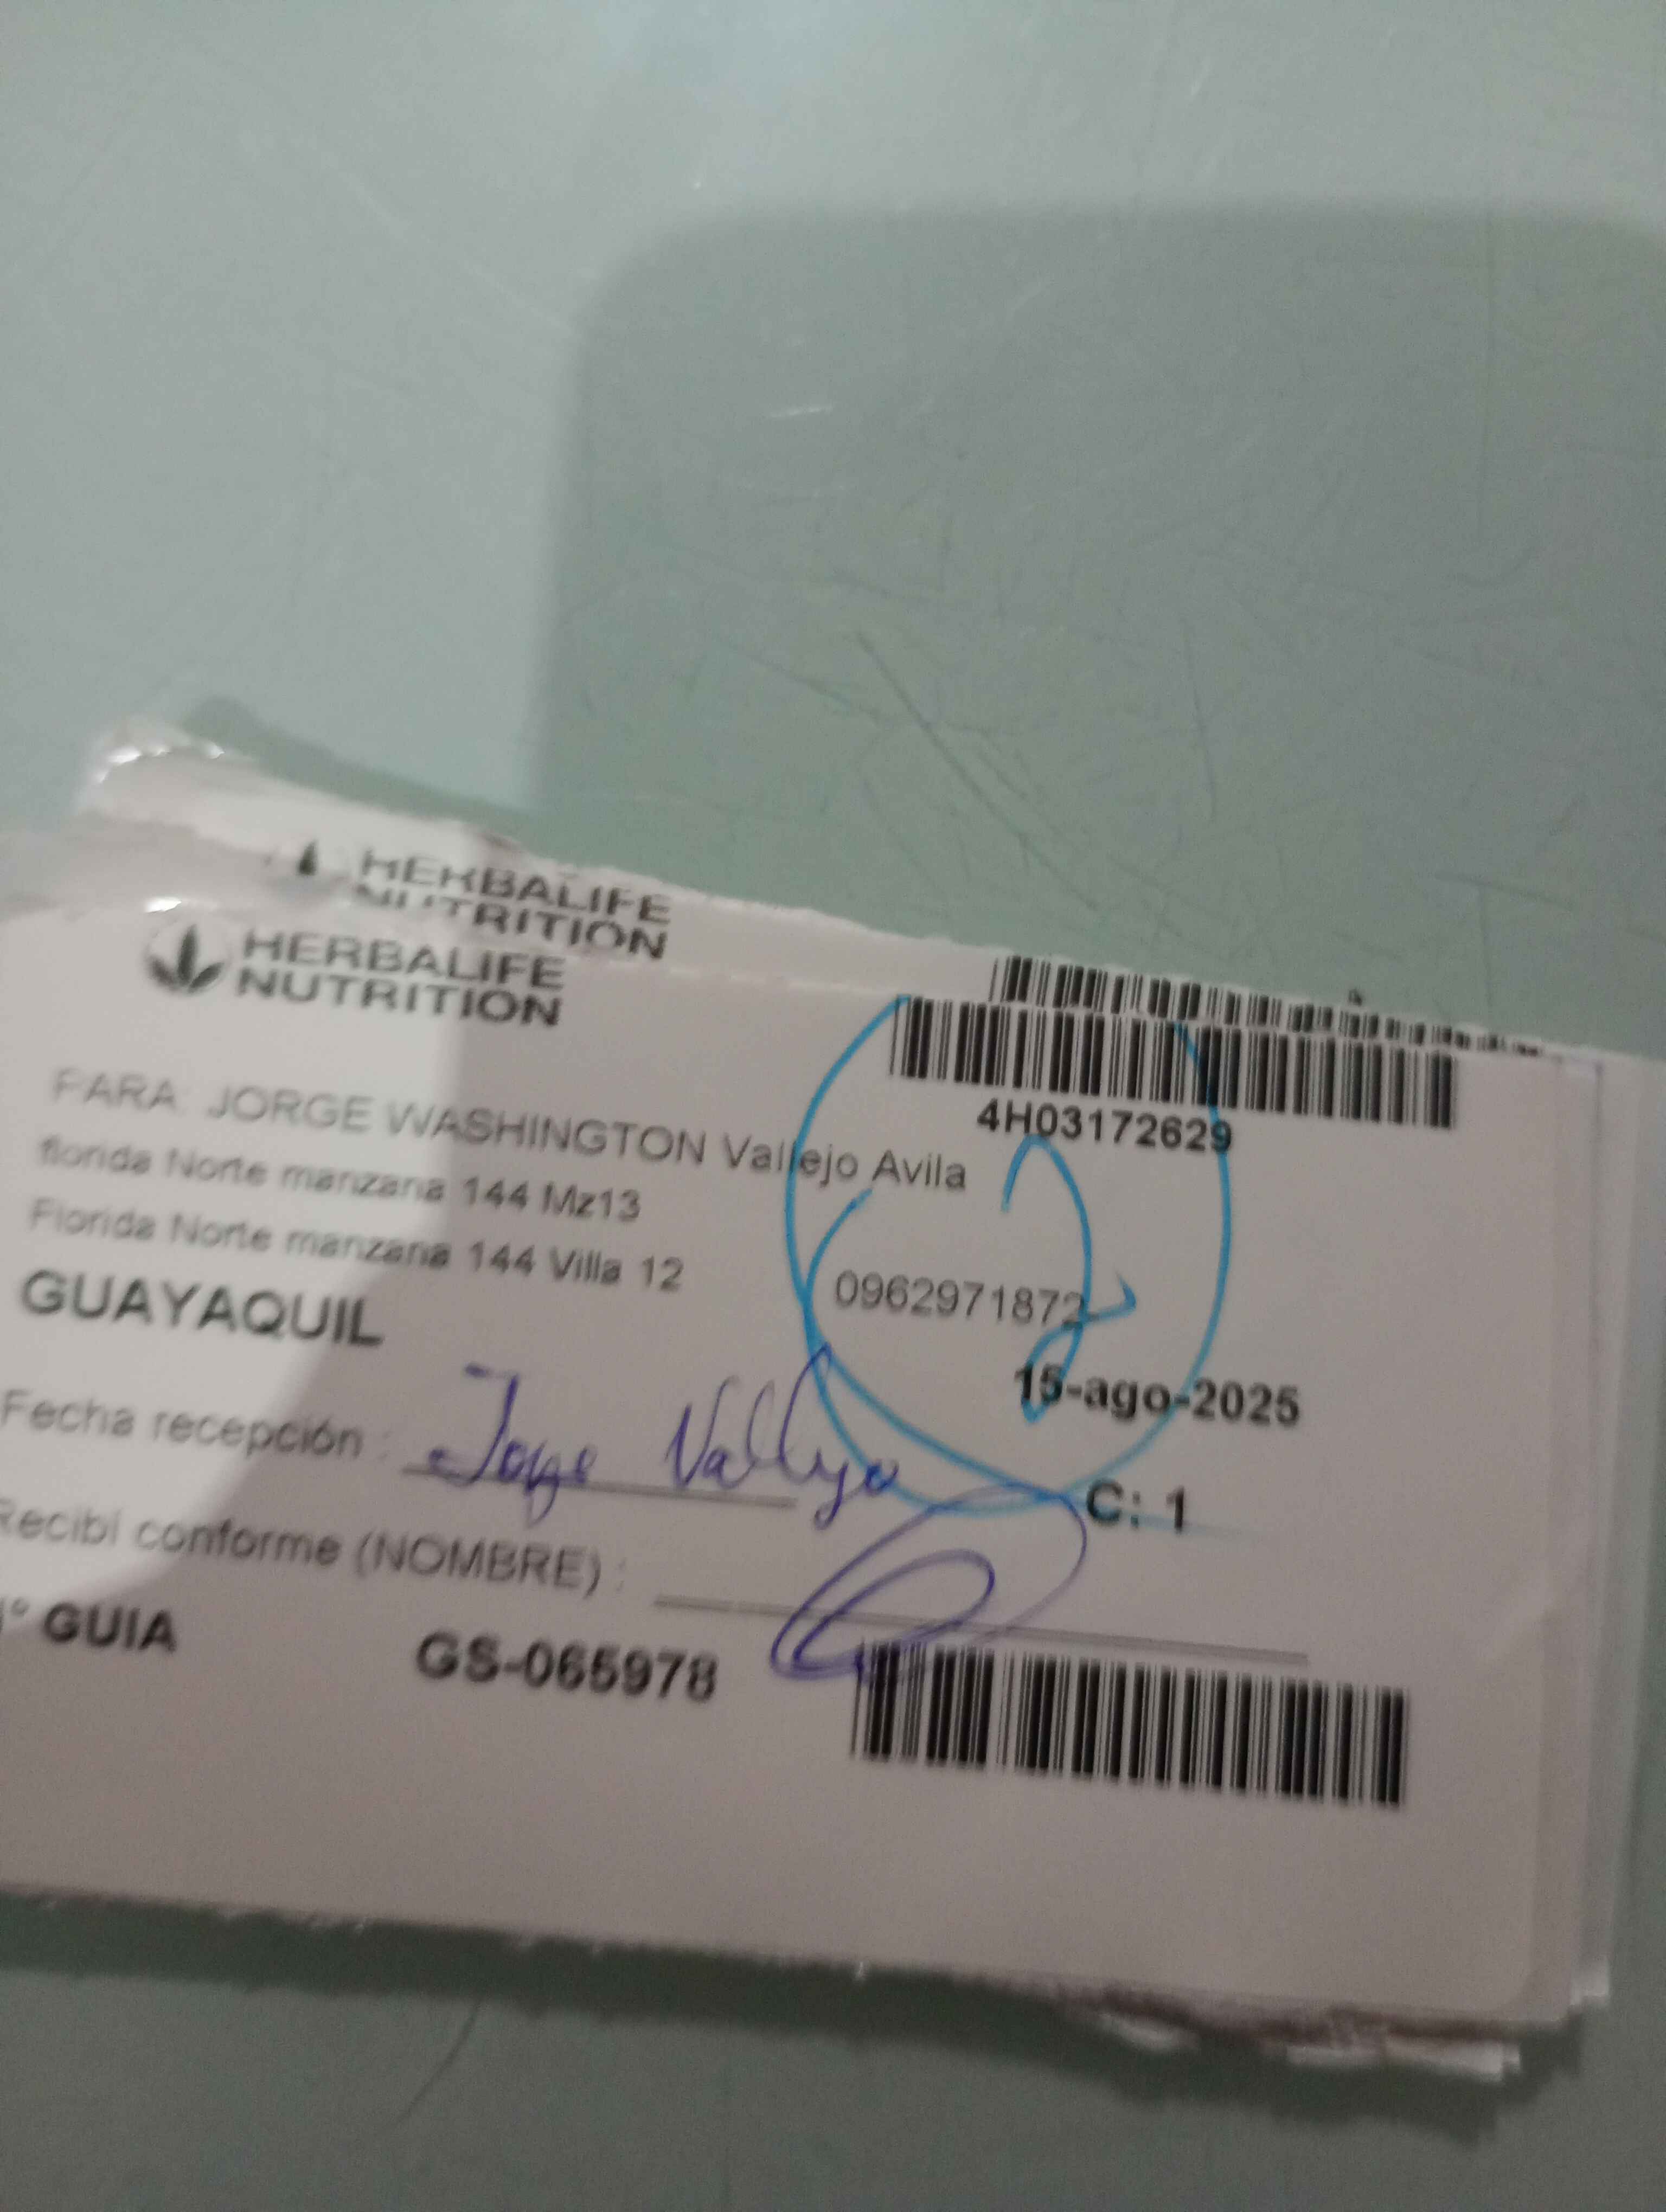 HERBALIFE
NUTRITION
HERBALIFE
NUTRITION
4H03172629
PARA: JORGE WASHINGTON Vallejo Avila
florida Norte manzana 144 Mz13
Florida Norte manzana 144 Villa 12
0962971872
GUAYAQUIL
15-ago-2025
Fecha recepción : Jorge Vallejo
C: 1
Recibí conforme (NOMBRE) :
° GUIA GS-065978
2